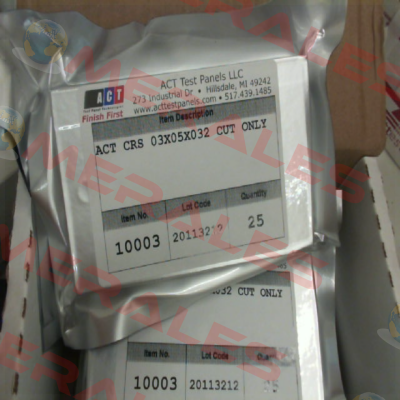 ACT
Finish First
ACT Test Panels LLC
273 Industrial Dr • Hillsdale, MI 49242
www.acttestpanels.com • 517.439.1485
Item Description
ACT CRS 03X05X032 CUT ONLY
Item No. Lot Code Quantity
10003 20113212 25
032 CUT ONLY
Item No. Lot Code
10003 20113212
MERALES